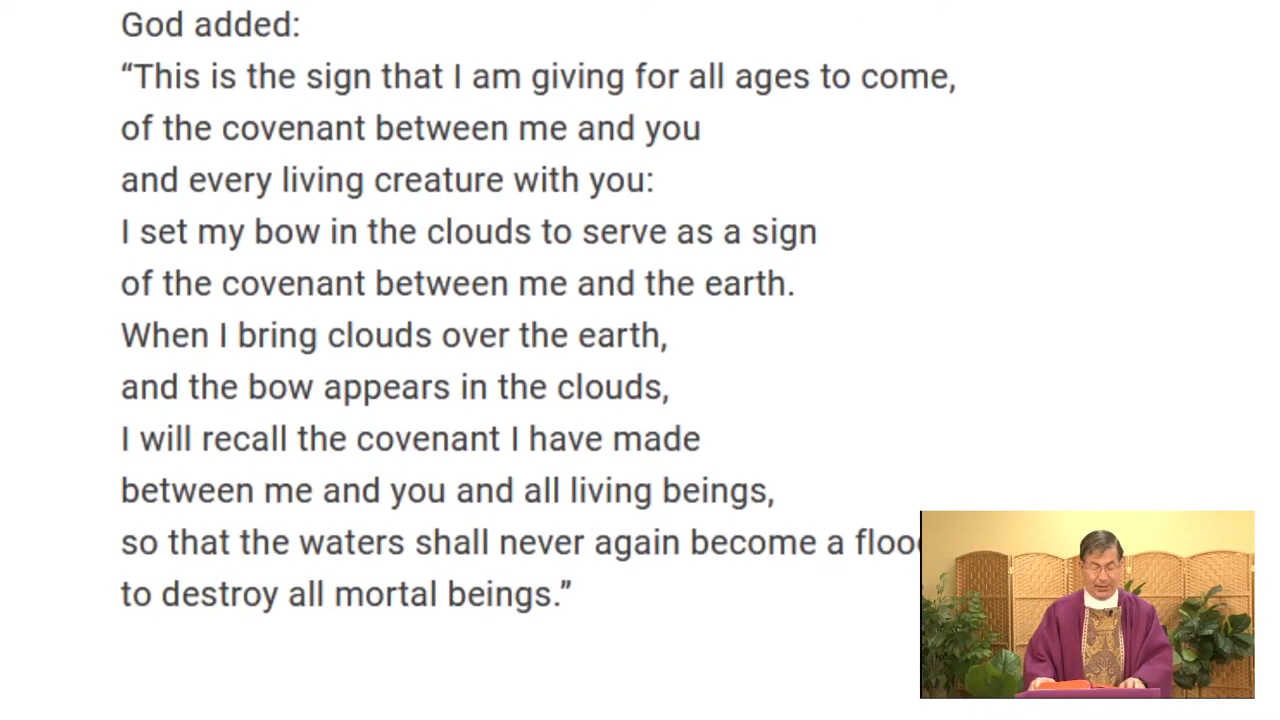 God added:
“This is the sign that I am giving for all ages to come,
of the covenant between me and you
and every living creature with you:
I set my bow in the clouds to serve as a sign
of the covenant between me and the earth.
When I bring clouds over the earth,
and the bow appears in the clouds,
I will recall the covenant I have made
between me and you and all living beings,
so that the waters shall never again become a
to destroy all mortal beings.”